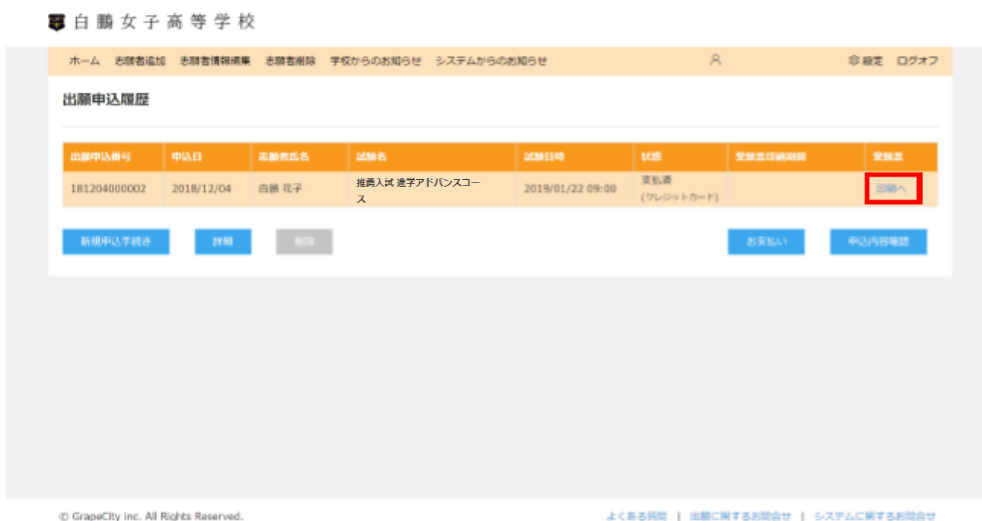 白鵬女子高等学校
ホーム 志願者追加 志願者情報編集 志願者削除 学校からのお知らせ システムからのお知らせ 設定 ログオフ
出願申込履歴
出願申込番号 申込日 志願者氏名 試験名 試験日時 状態 受験票印刷期間 受験票
181204000002 2018/12/04 白鵬 花子 推薦入試 進学アドバンスコー 2019/01/22 09:00 支払済 印刷へ
ス (クレジットカード)
新規申込手続き 詳細 削除 お支払い 申込内容確認
© GrapeCity inc. All Rights Reserved. よくある質問 | 出願に関するお問合せ | システムに関するお問合せ